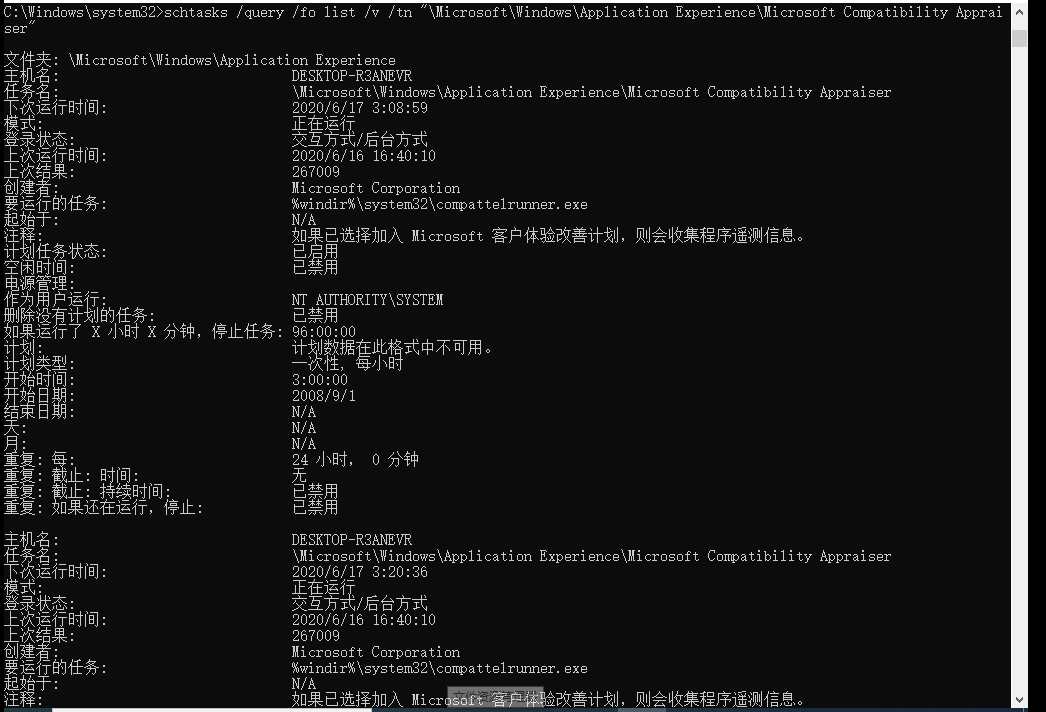 C:\Windows\system32>schtasks /query /fo list /v /tn "\Microsoft\Windows\Application Experience\Microsoft Compatibility Apprai
ser"
文件夹: \Microsoft\Windows\Application Experience
主机名: DESKTOP-R3ANEVR
任务名: \Microsoft\Windows\Application Experience\Microsoft Compatibility Appraiser
下次运行时间: 2020/6/17 3:08:59
模式: 正在运行
登录状态: 交互方式/后台方式
上次运行时间: 2020/6/16 16:40:10
上次结果: 267009
创建者: Microsoft Corporation
要运行的任务: %windir%\system32\compattelrunner.exe
起始于: N/A
注释: 如果已选择加入 Microsoft 客户体验改善计划，则会收集程序遥测信息。
计划任务状态: 已启用
空闲时间: 已禁用
电源管理:
作为用户运行: NT AUTHORITY\SYSTEM
删除没有计划的任务: 已禁用
如果运行了 X 小时 X 分钟，停止任务: 96:00:00
计划: 计划数据在此格式中不可用。
计划类型: 一次性, 每小时
开始时间: 3:00:00
开始日期: 2008/9/1
结束日期: N/A
天: N/A
月: N/A
重复: 每: 24 小时, 0 分钟
重复: 截止: 时间: 无
重复: 截止: 持续时间: 已禁用
重复: 如果还在运行，停止: 已禁用
主机名: DESKTOP-R3ANEVR
任务名: \Microsoft\Windows\Application Experience\Microsoft Compatibility Appraiser
下次运行时间: 2020/6/17 3:20:36
模式: 正在运行
登录状态: 交互方式/后台方式
上次运行时间: 2020/6/16 16:40:10
上次结果: 267009
创建者: Microsoft Corporation
要运行的任务: %windir%\system32\compattelrunner.exe
起始于: N/A
注释: 如果已选择加入 Microsoft 客户体验改善计划，则会收集程序遥测信息。